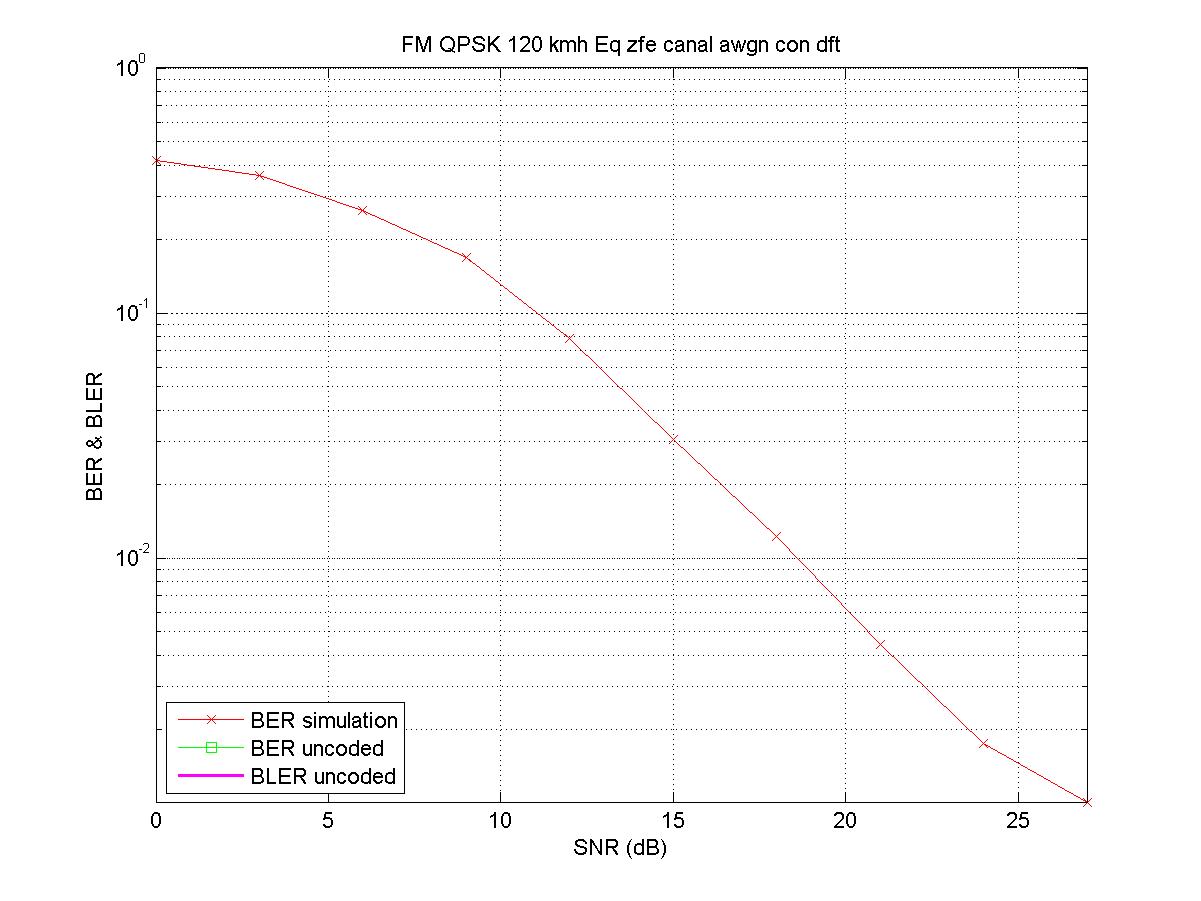 FM QPSK 120 kmh Eq zfe canal awgn con dft
10^0
10^-1
10^-2
BER & BLER
BER simulation
BER uncoded
BLER uncoded
0 5 10 15 20 25
SNR (dB)